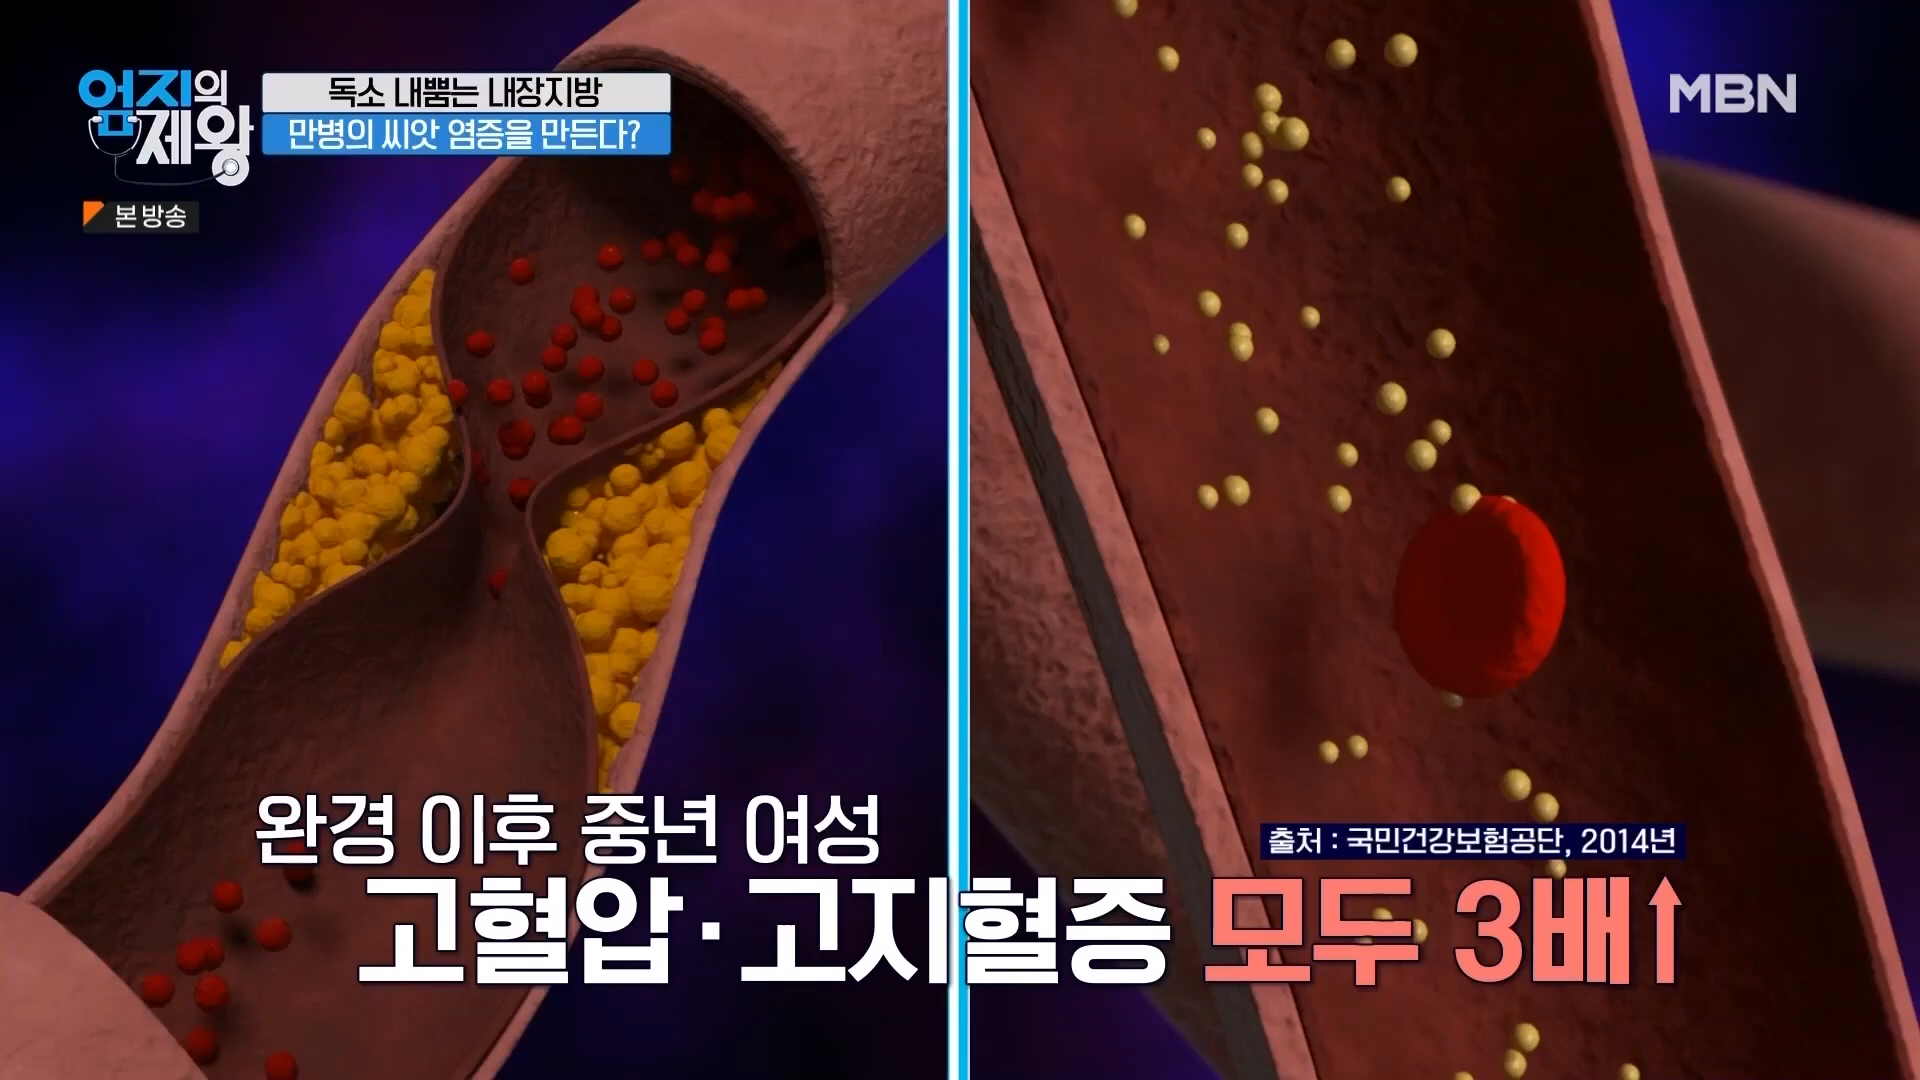 엄지의
제왕
독소 내뿜는 내장지방
만병의 씨앗 염증을 만든다?
본 방송
MBN
완경 이후 중년 여성
출처 : 국민건강보험공단, 2014년
고혈압·고지혈증 모두 3배↑